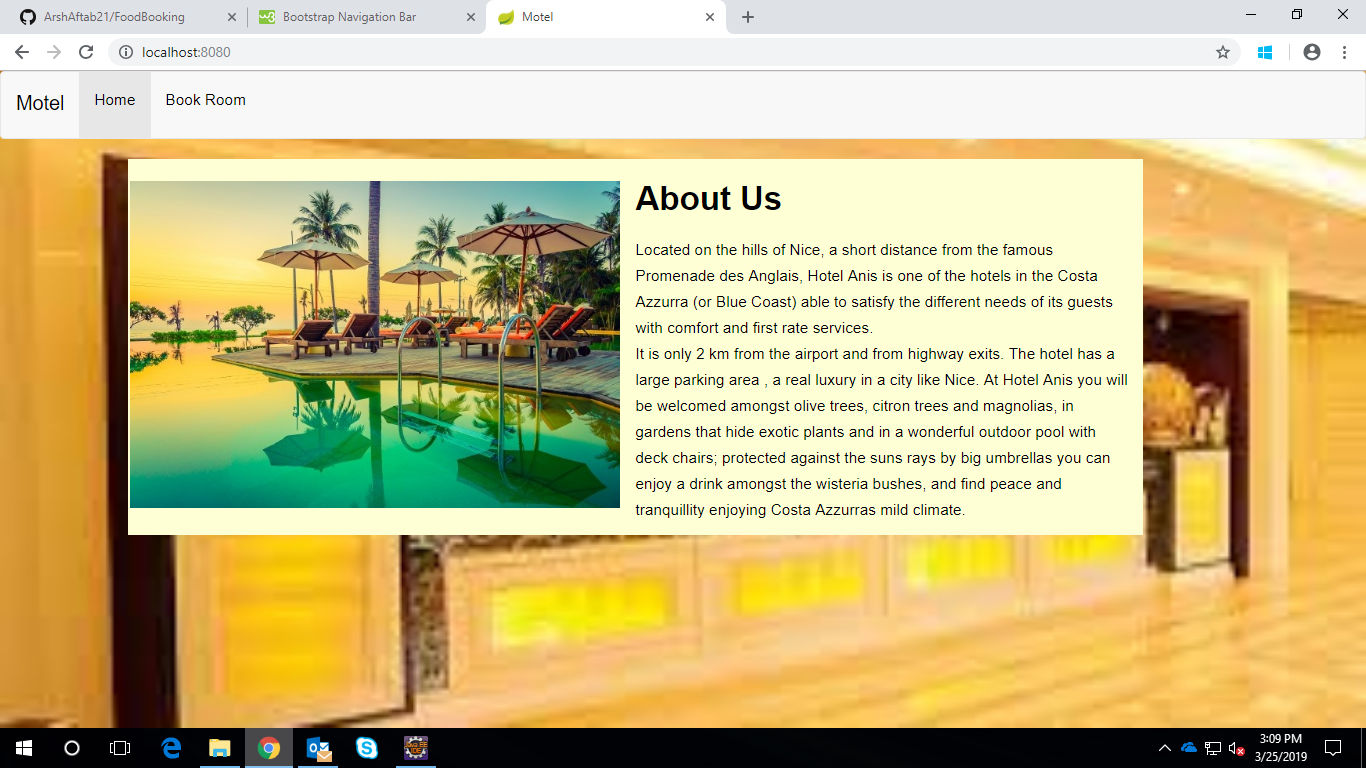 ArshAftab21/FoodBooking
Bootstrap Navigation Bar
Motel
localhost:8080
Motel
Home
Book Room
About Us
Located on the hills of Nice, a short distance from the famous
Promenade des Anglais, Hotel Anis is one of the hotels in the Costa
Azzurra (or Blue Coast) able to satisfy the different needs of its guests
with comfort and first rate services.
It is only 2 km from the airport and from highway exits. The hotel has a
large parking area , a real luxury in a city like Nice. At Hotel Anis you will
be welcomed amongst olive trees, citron trees and magnolias, in
gardens that hide exotic plants and in a wonderful outdoor pool with
deck chairs; protected against the suns rays by big umbrellas you can
enjoy a drink amongst the wisteria bushes, and find peace and
tranquillity enjoying Costa Azzurras mild climate.
Java EE
IDE
3:09 PM
3/25/2019